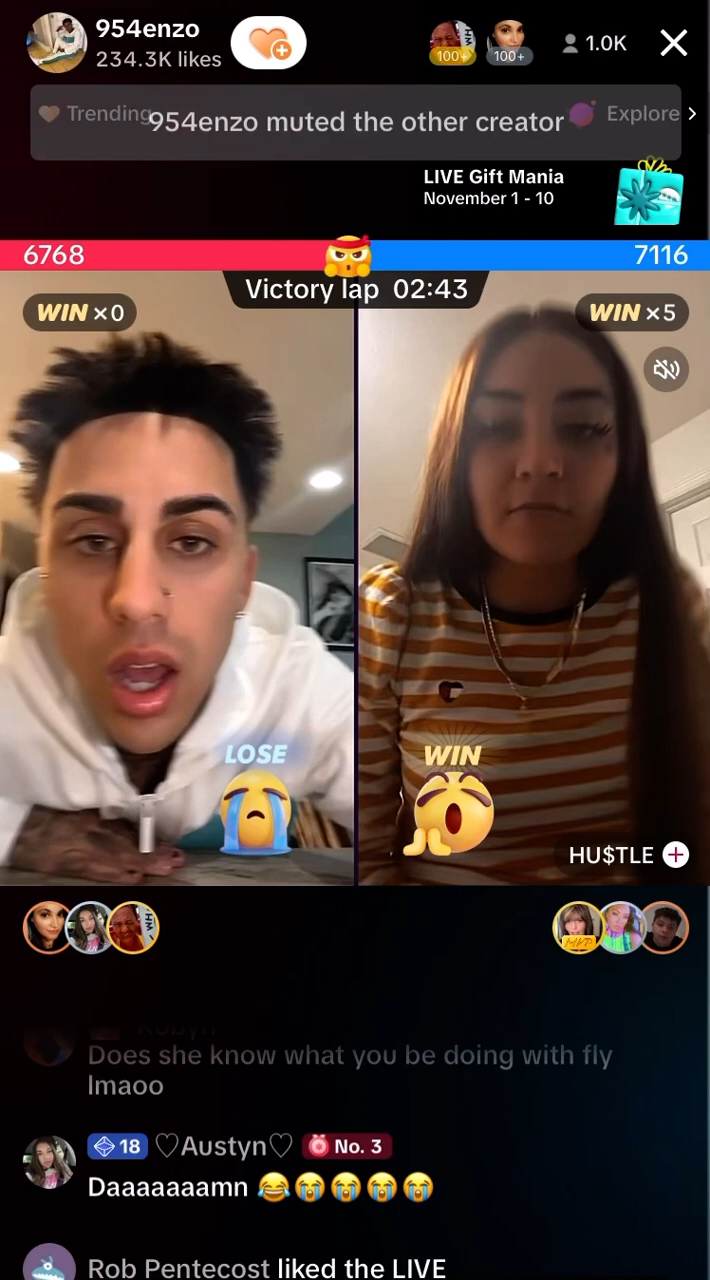 954enzo
234.3K likes
100+
100+
1.0K
Trending
954enzo muted the other creator
Explore
LIVE Gift Mania
November 1 - 10
6768
7116
Victory lap 02:43
WIN ×0
WIN ×5
LOSE
WIN
HU$TLE
MVP
Robyn
Does she know what you be doing with fly
lmaoo
18 ♡Austyn♡ No. 3
Daaaaaaamn 😂😭😭😭😭
Rob Pentecost liked the LIVE